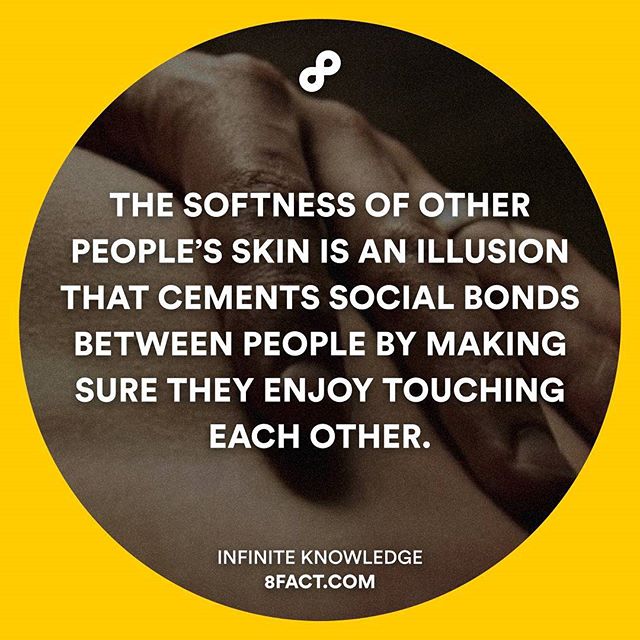 THE SOFTNESS OF OTHER
PEOPLE'S SKIN IS AN ILLUSION
THAT CEMENTS SOCIAL BONDS
BETWEEN PEOPLE BY MAKING
SURE THEY ENJOY TOUCHING
EACH OTHER.
INFINITE KNOWLEDGE
8FACT.COM